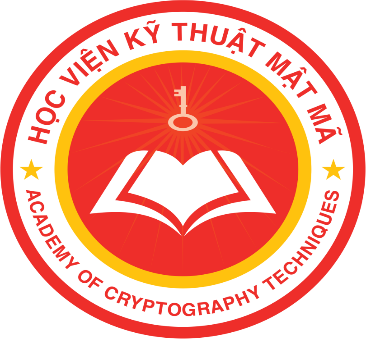 HỌC VIỆN KỸ THUẬT MẬT MÃ
ACADEMY OF CRYPTOGRAPHY TECHNIQUES